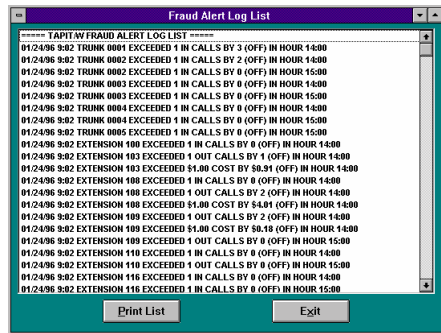 Fraud Alert Log List
===== TAPIT/W FRAUD ALERT LOG LIST =====
01/24/96 9:02 TRUNK 0001 EXCEEDED 1 IN CALLS BY 3 (OFF) IN HOUR 14:00
01/24/96 9:02 TRUNK 0002 EXCEEDED 1 IN CALLS BY 2 (OFF) IN HOUR 14:00
01/24/96 9:02 TRUNK 0002 EXCEEDED 1 IN CALLS BY 0 (OFF) IN HOUR 15:00
01/24/96 9:02 TRUNK 0003 EXCEEDED 1 IN CALLS BY 0 (OFF) IN HOUR 14:00
01/24/96 9:02 TRUNK 0003 EXCEEDED 1 IN CALLS BY 0 (OFF) IN HOUR 15:00
01/24/96 9:02 TRUNK 0004 EXCEEDED 1 IN CALLS BY 0 (OFF) IN HOUR 14:00
01/24/96 9:02 TRUNK 0004 EXCEEDED 1 IN CALLS BY 0 (OFF) IN HOUR 15:00
01/24/96 9:02 TRUNK 0005 EXCEEDED 1 IN CALLS BY 0 (OFF) IN HOUR 15:00
01/24/96 9:02 EXTENSION 100 EXCEEDED 1 IN CALLS BY 0 (OFF) IN HOUR 14:00
01/24/96 9:02 EXTENSION 103 EXCEEDED 1 OUT CALLS BY 1 (OFF) IN HOUR 14:00
01/24/96 9:02 EXTENSION 103 EXCEEDED $1.00 COST BY $0.91 (OFF) IN HOUR 14:00
01/24/96 9:02 EXTENSION 108 EXCEEDED 1 IN CALLS BY 0 (OFF) IN HOUR 14:00
01/24/96 9:02 EXTENSION 108 EXCEEDED 1 OUT CALLS BY 2 (OFF) IN HOUR 14:00
01/24/96 9:02 EXTENSION 108 EXCEEDED $1.00 COST BY $4.01 (OFF) IN HOUR 14:00
01/24/96 9:02 EXTENSION 109 EXCEEDED 1 OUT CALLS BY 2 (OFF) IN HOUR 14:00
01/24/96 9:02 EXTENSION 109 EXCEEDED $1.00 COST BY $0.18 (OFF) IN HOUR 14:00
01/24/96 9:02 EXTENSION 109 EXCEEDED 1 OUT CALLS BY 0 (OFF) IN HOUR 15:00
01/24/96 9:02 EXTENSION 110 EXCEEDED 1 IN CALLS BY 0 (OFF) IN HOUR 14:00
01/24/96 9:02 EXTENSION 110 EXCEEDED 1 OUT CALLS BY 0 (OFF) IN HOUR 15:00
01/24/96 9:02 EXTENSION 116 EXCEEDED 1 IN CALLS BY 0 (OFF) IN HOUR 14:00
01/24/96 9:02 EXTENSION 116 EXCEEDED 1 IN CALLS BY 0 (OFF) IN HOUR 15:00
Print List Exit